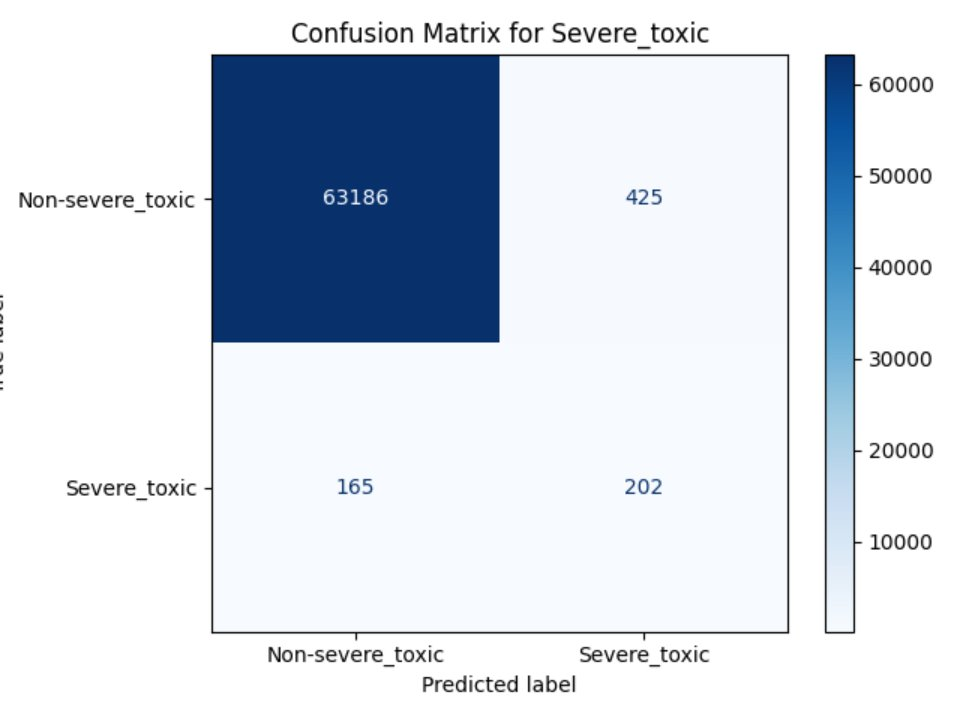 Confusion Matrix for Severe_toxic
60000
Non-severe_toxic
63186
425
50000
40000
30000
20000
Severe_toxic
165
202
10000
Non-severe_toxic
Severe_toxic
Predicted label